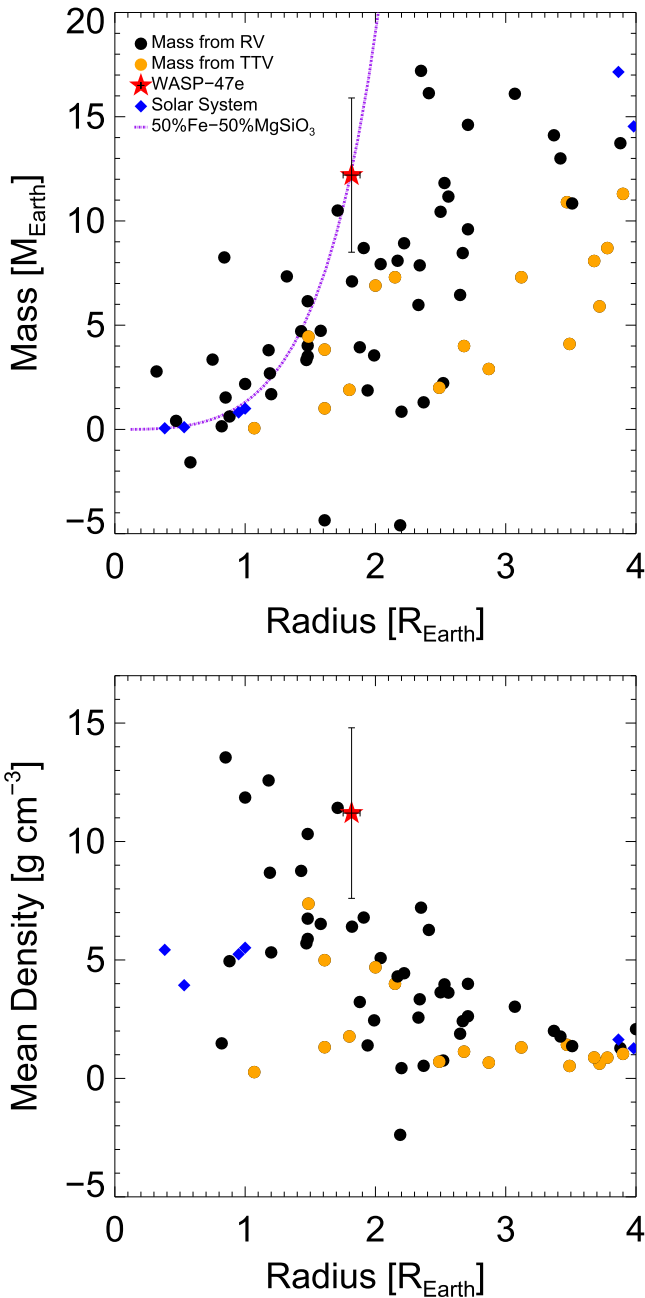 20
15
10
5
0
−5
Mass [M_Earth]
Mass from RV
Mass from TTV
WASP−47e
Solar System
50%Fe−50%MgSiO₃
0 1 2 3 4
Radius [R_Earth]
15
10
5
0
−5
Mean Density [g cm⁻³]
0 1 2 3 4
Radius [R_Earth]